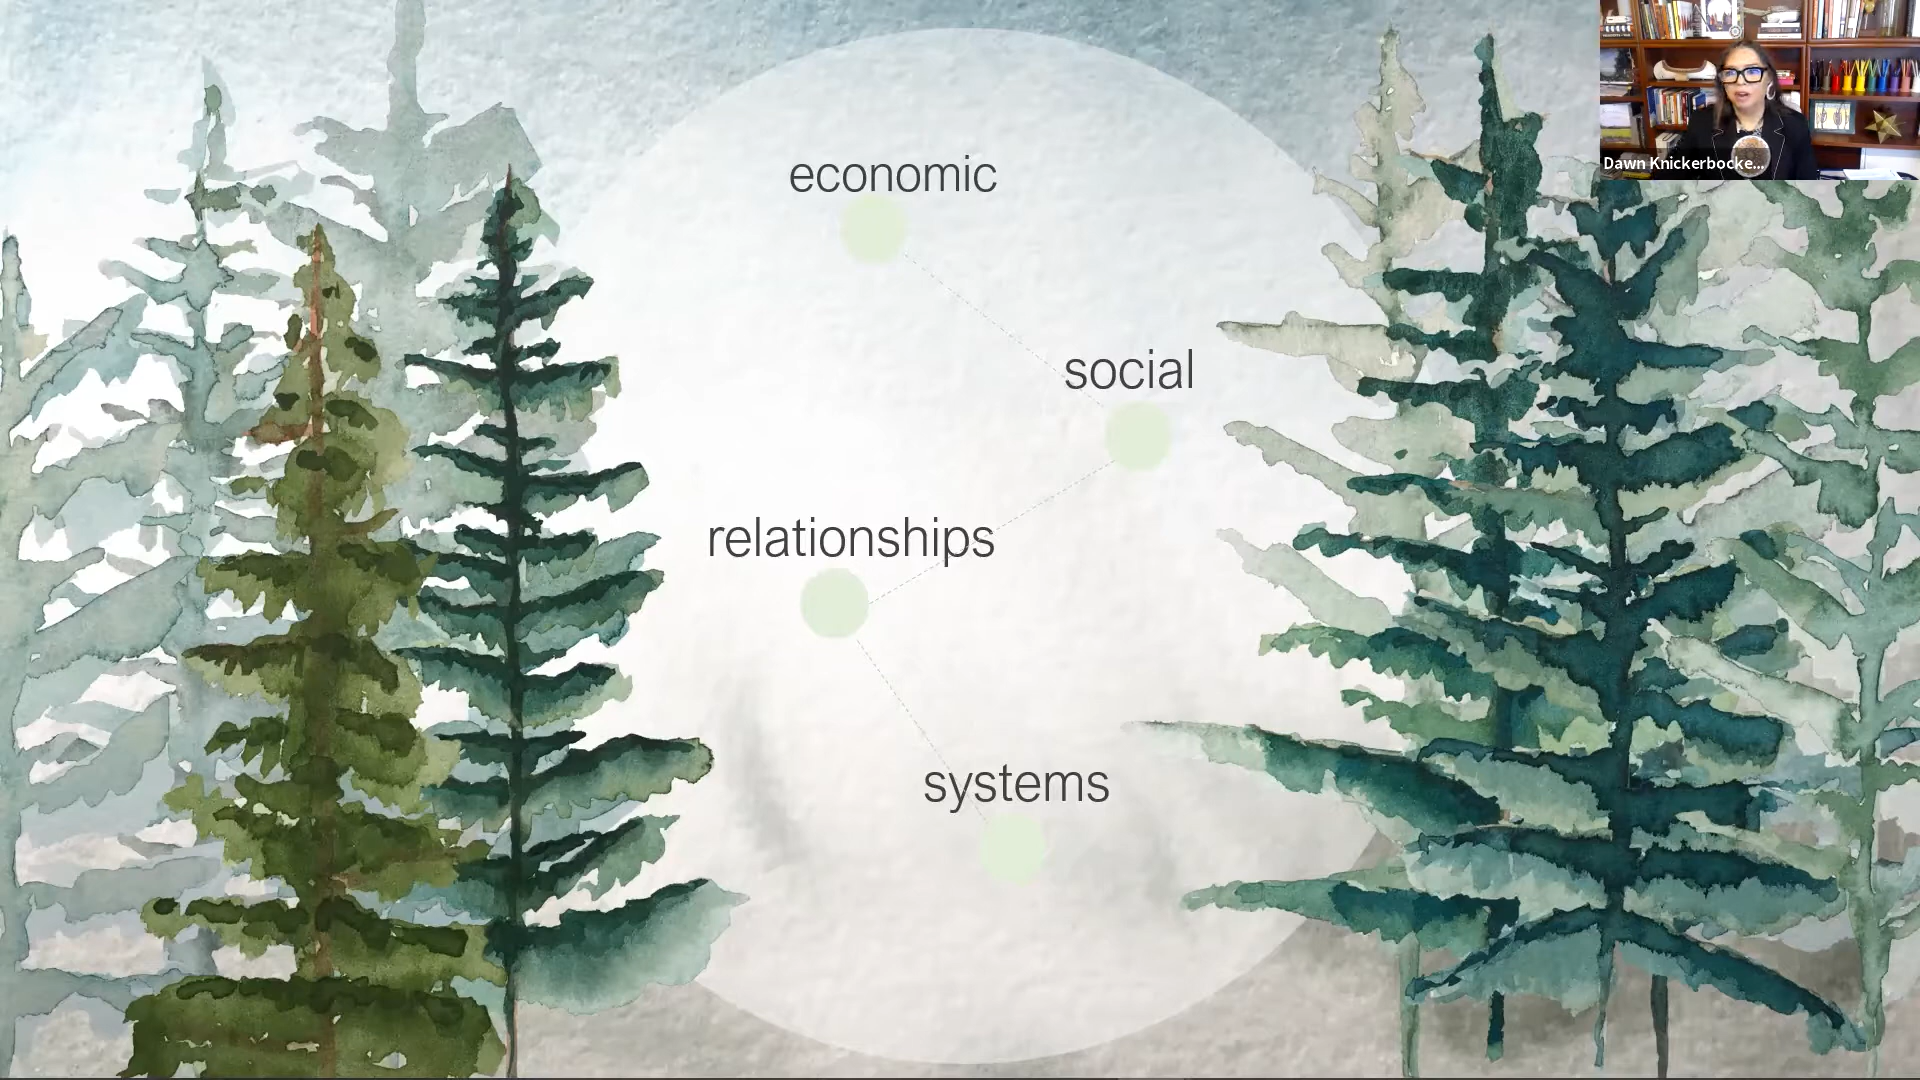 economic
Dawn Knickerbocke...
social
relationships
systems